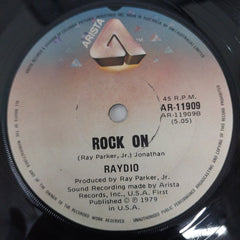 ARISTA
45 R.P.M.
AR-11909
AR-11909B
(5.05)
ROCK ON
(Ray Parker, Jr.) Jonathan
RAYDIO
Produced by Ray Parker, Jr.
Sound Recording made by Arista
Records, Inc., U.S.A. First
Published ℗ 1979
in U.S.A.